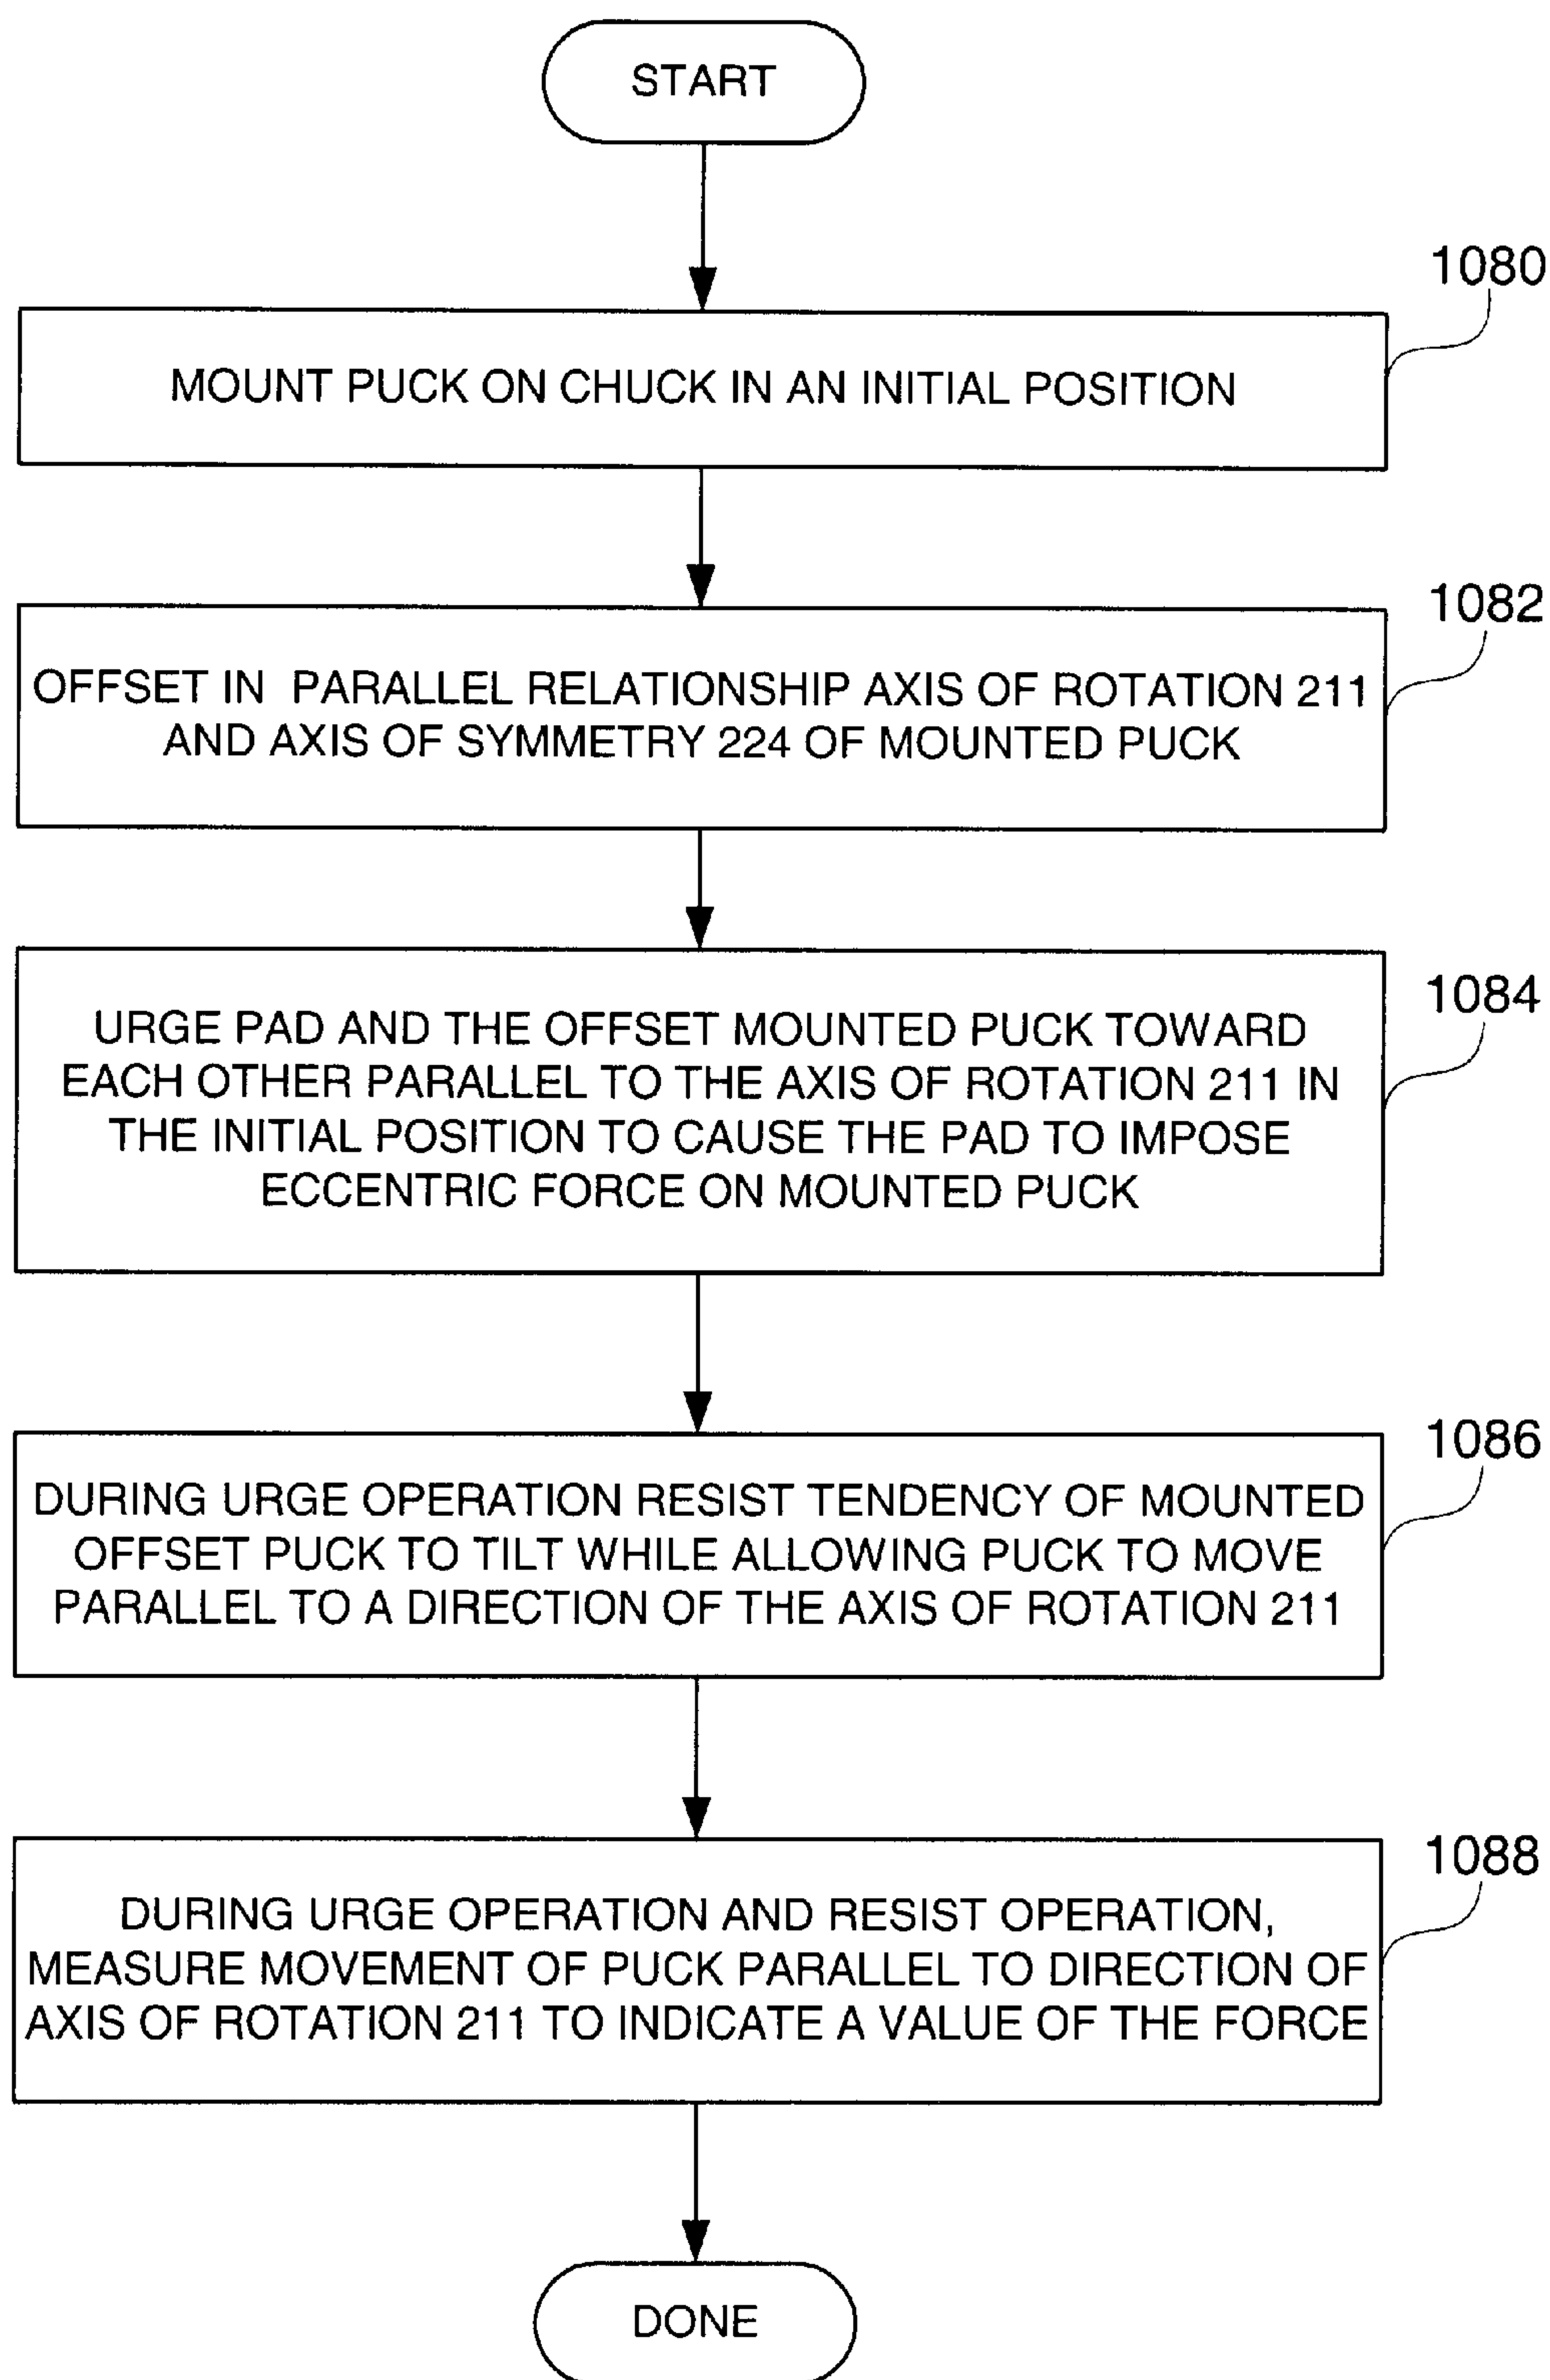 START
1080
MOUNT PUCK ON CHUCK IN AN INITIAL POSITION
1082
OFFSET IN PARALLEL RELATIONSHIP AXIS OF ROTATION 211
AND AXIS OF SYMMETRY 224 OF MOUNTED PUCK
1084
URGE PAD AND THE OFFSET MOUNTED PUCK TOWARD
EACH OTHER PARALLEL TO THE AXIS OF ROTATION 211 IN
THE INITIAL POSITION TO CAUSE THE PAD TO IMPOSE
ECCENTRIC FORCE ON MOUNTED PUCK
1086
DURING URGE OPERATION RESIST TENDENCY OF MOUNTED
OFFSET PUCK TO TILT WHILE ALLOWING PUCK TO MOVE
PARALLEL TO A DIRECTION OF THE AXIS OF ROTATION 211
1088
DURING URGE OPERATION AND RESIST OPERATION,
MEASURE MOVEMENT OF PUCK PARALLEL TO DIRECTION OF
AXIS OF ROTATION 211 TO INDICATE A VALUE OF THE FORCE
DONE